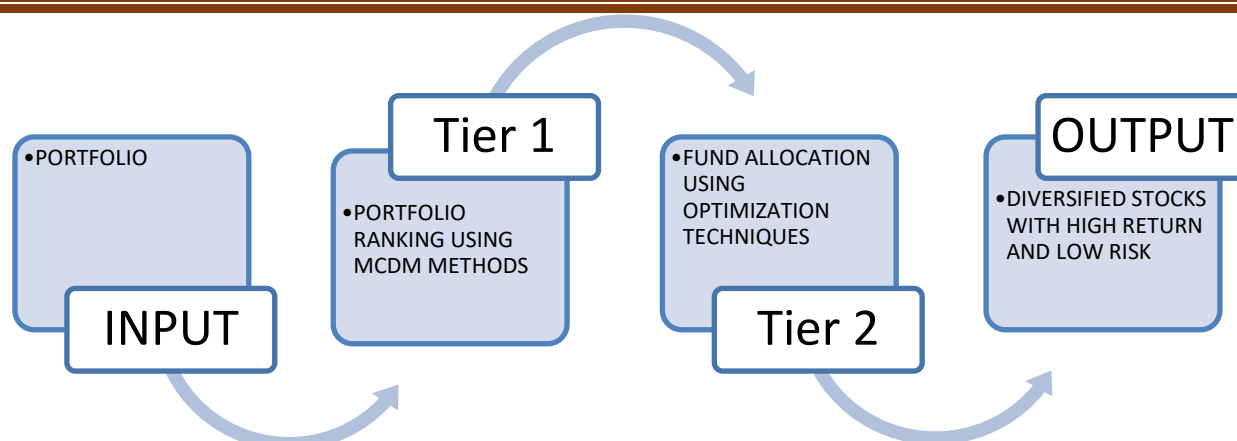 •PORTFOLIO
INPUT
Tier 1
•PORTFOLIO
RANKING USING
MCDM METHODS
•FUND ALLOCATION
USING
OPTIMIZATION
TECHNIQUES
Tier 2
OUTPUT
•DIVERSIFIED STOCKS
WITH HIGH RETURN
AND LOW RISK